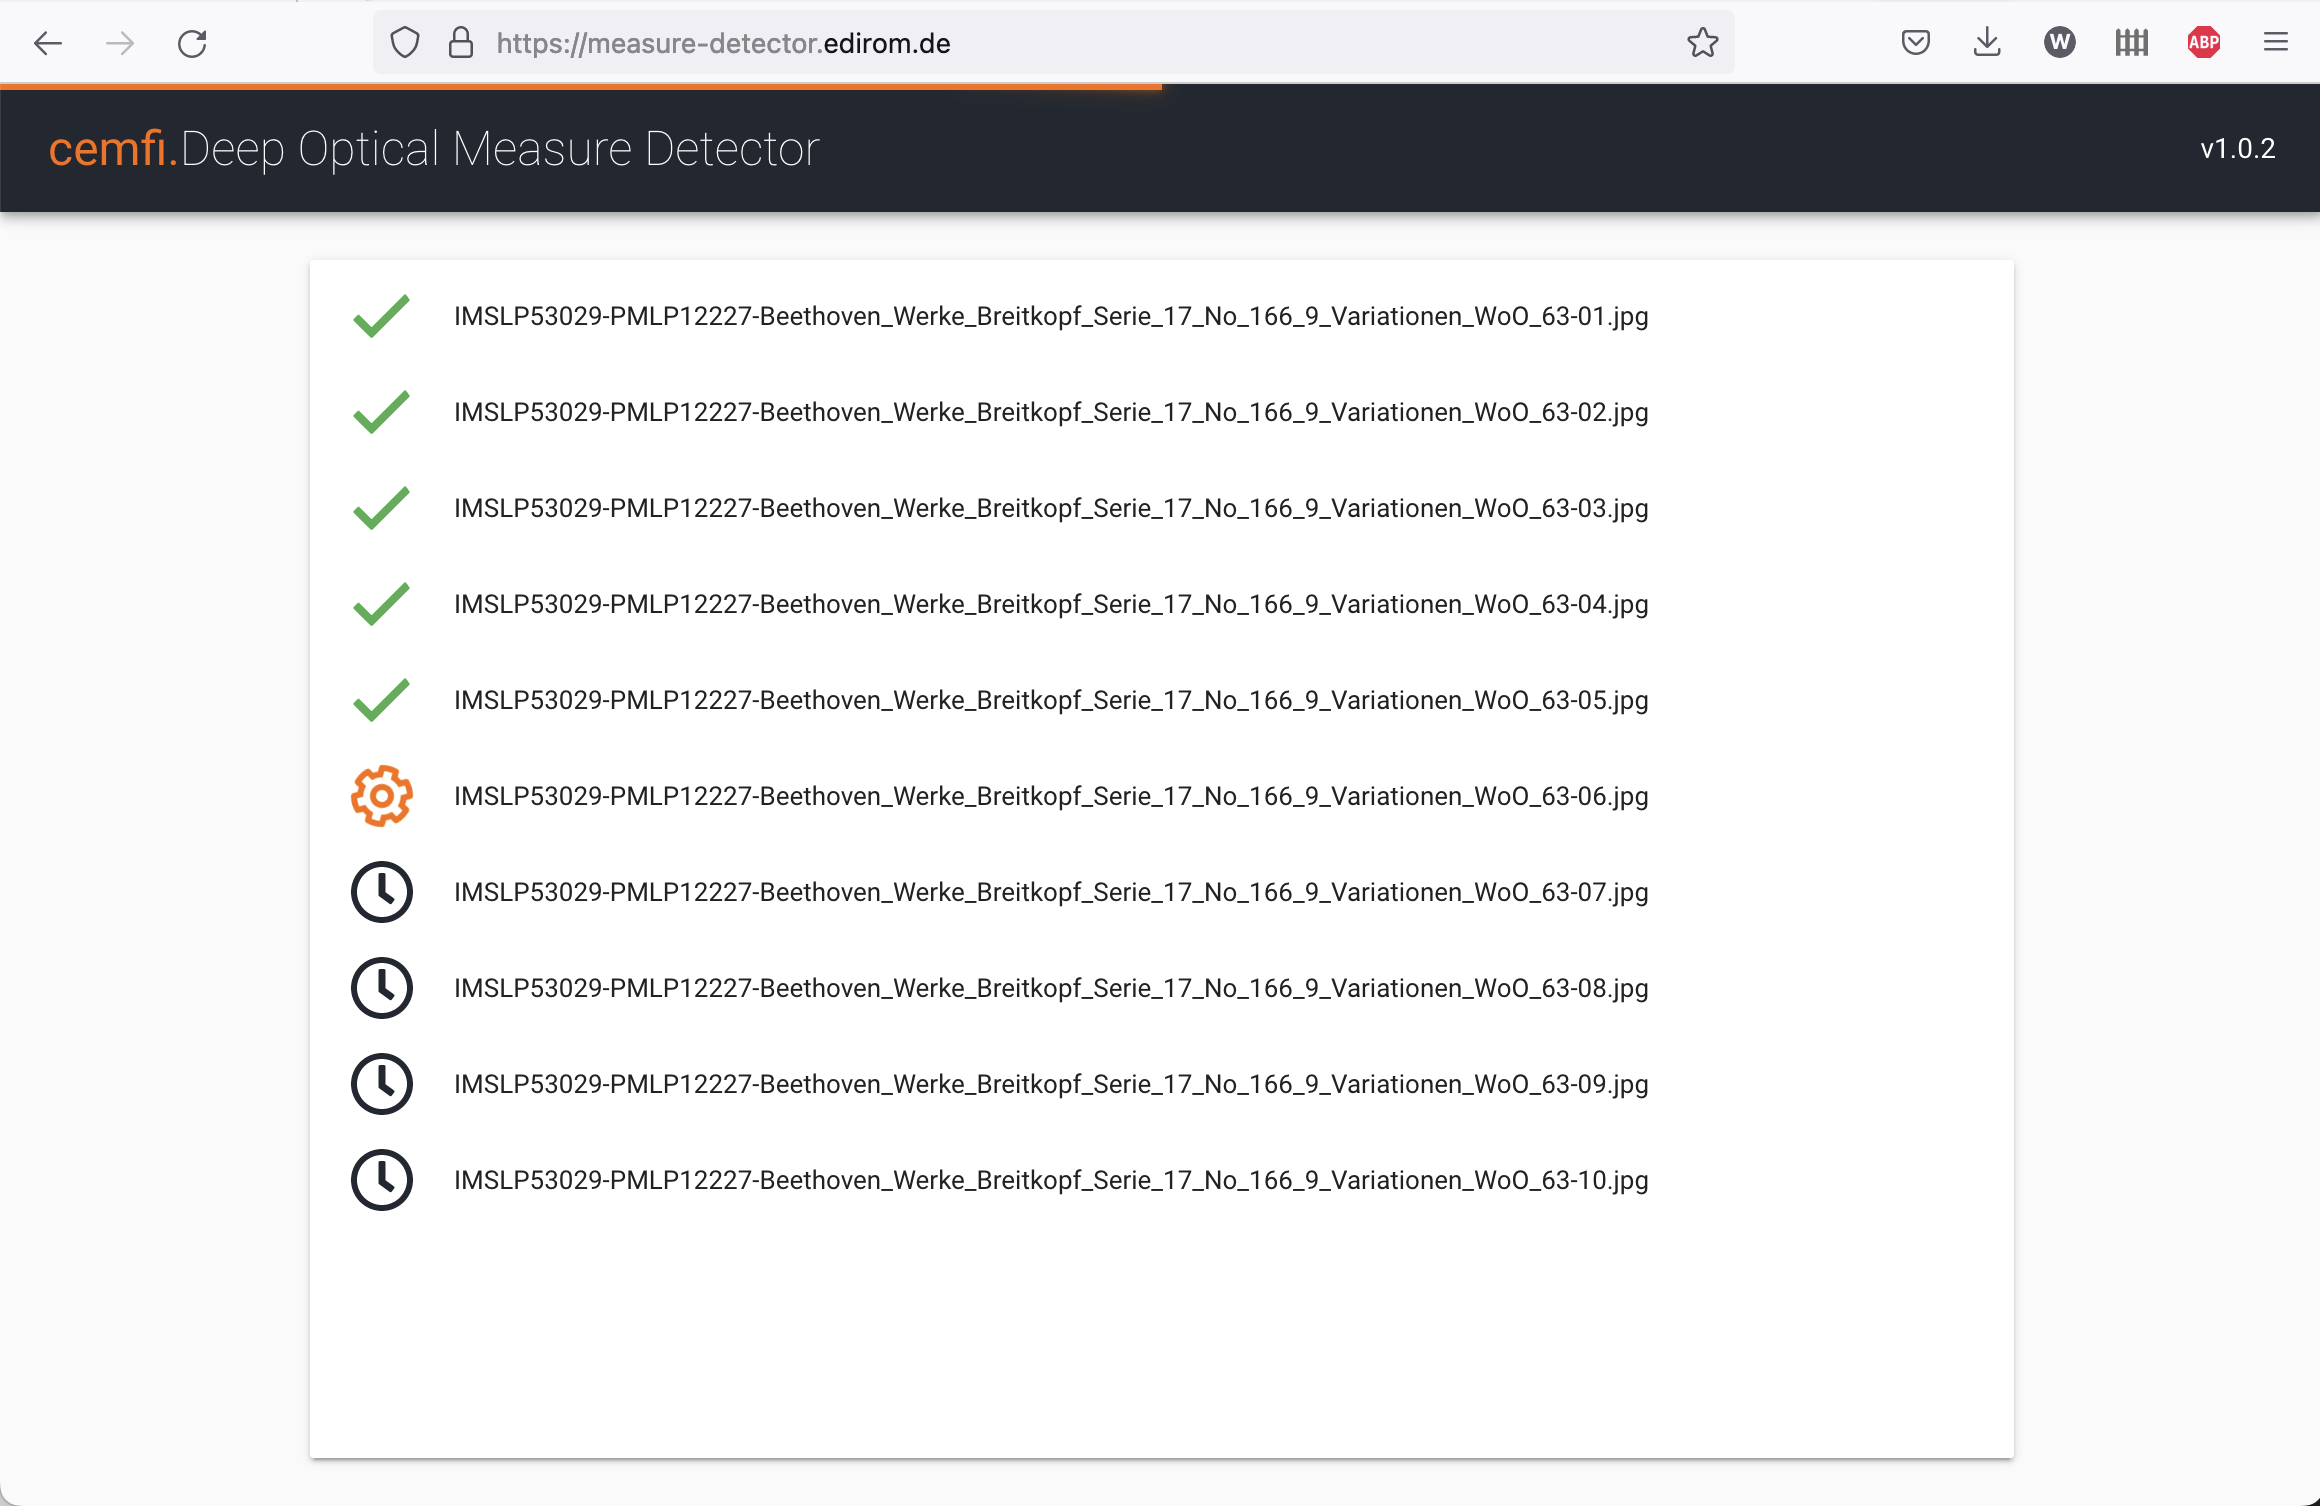 https://measure-detector.edirom.de
W
ABP
cemfi.Deep Optical Measure Detector
v1.0.2
IMSLP53029-PMLP12227-Beethoven_Werke_Breitkopf_Serie_17_No_166_9_Variationen_WoO_63-01.jpg
IMSLP53029-PMLP12227-Beethoven_Werke_Breitkopf_Serie_17_No_166_9_Variationen_WoO_63-02.jpg
IMSLP53029-PMLP12227-Beethoven_Werke_Breitkopf_Serie_17_No_166_9_Variationen_WoO_63-03.jpg
IMSLP53029-PMLP12227-Beethoven_Werke_Breitkopf_Serie_17_No_166_9_Variationen_WoO_63-04.jpg
IMSLP53029-PMLP12227-Beethoven_Werke_Breitkopf_Serie_17_No_166_9_Variationen_WoO_63-05.jpg
IMSLP53029-PMLP12227-Beethoven_Werke_Breitkopf_Serie_17_No_166_9_Variationen_WoO_63-06.jpg
IMSLP53029-PMLP12227-Beethoven_Werke_Breitkopf_Serie_17_No_166_9_Variationen_WoO_63-07.jpg
IMSLP53029-PMLP12227-Beethoven_Werke_Breitkopf_Serie_17_No_166_9_Variationen_WoO_63-08.jpg
IMSLP53029-PMLP12227-Beethoven_Werke_Breitkopf_Serie_17_No_166_9_Variationen_WoO_63-09.jpg
IMSLP53029-PMLP12227-Beethoven_Werke_Breitkopf_Serie_17_No_166_9_Variationen_WoO_63-10.jpg